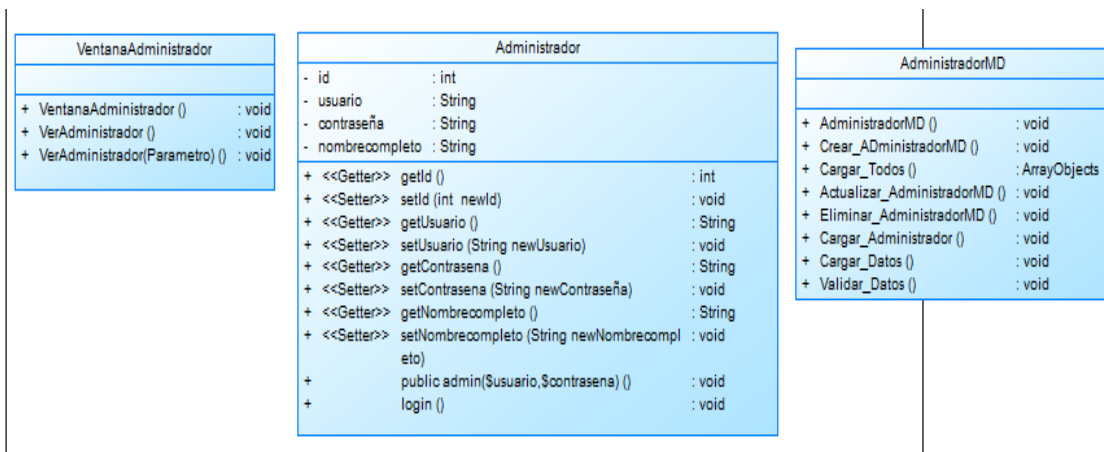 VentanaAdministrador
+ VentanaAdministrador () : void
+ VerAdministrador () : void
+ VerAdministrador(Parametro) () : void
Administrador
- id : int
- usuario : String
- contraseña : String
- nombrecompleto : String
+ <<Getter>> getId () : int
+ <<Setter>> setId (int newId) : void
+ <<Getter>> getUsuario () : String
+ <<Setter>> setUsuario (String newUsuario) : void
+ <<Getter>> getContrasena () : String
+ <<Setter>> setContrasena (String newContraseña) : void
+ <<Getter>> getNombrecompleto () : String
+ <<Setter>> setNombrecompleto (String newNombrecompl : void
eto)
+ public admin($usuario,$contrasena) () : void
+ login () : void
AdministradorMD
+ AdministradorMD () : void
+ Crear_ADministradorMD () : void
+ Cargar_Todos () : ArrayObjects
+ Actualizar_AdministradorMD () : void
+ Eliminar_AdministradorMD () : void
+ Cargar_Administrador () : void
+ Cargar_Datos () : void
+ Validar_Datos () : void